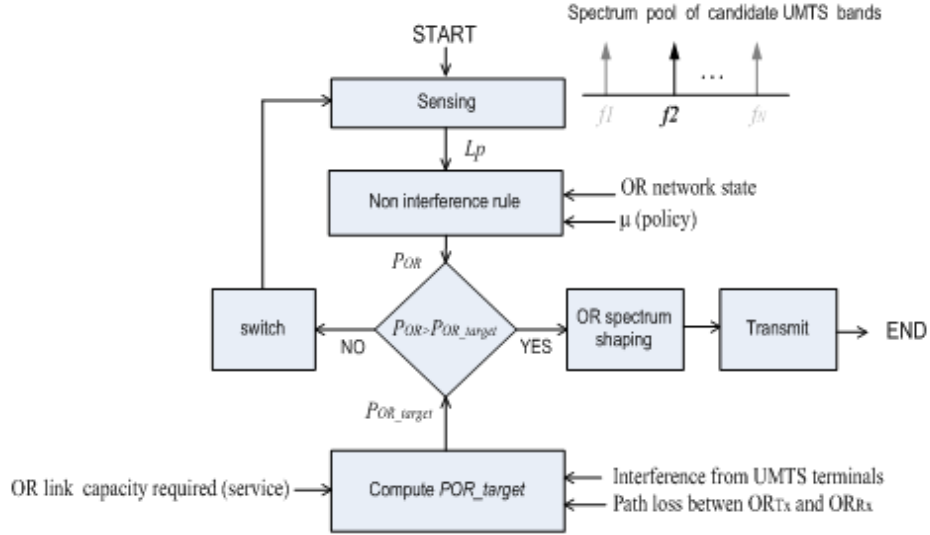 Spectrum pool of candidate UMTS bands
START
...
Sensing
f1 f2 fN
Lp
Non interference rule
OR network state
μ (policy)
POR
switch
NO
POR>POR_target
YES
OR spectrum
shaping
Transmit
END
POR_target
OR link capacity required (service)
Compute POR_target
Interference from UMTS terminals
Path loss betwen ORTx and ORRx